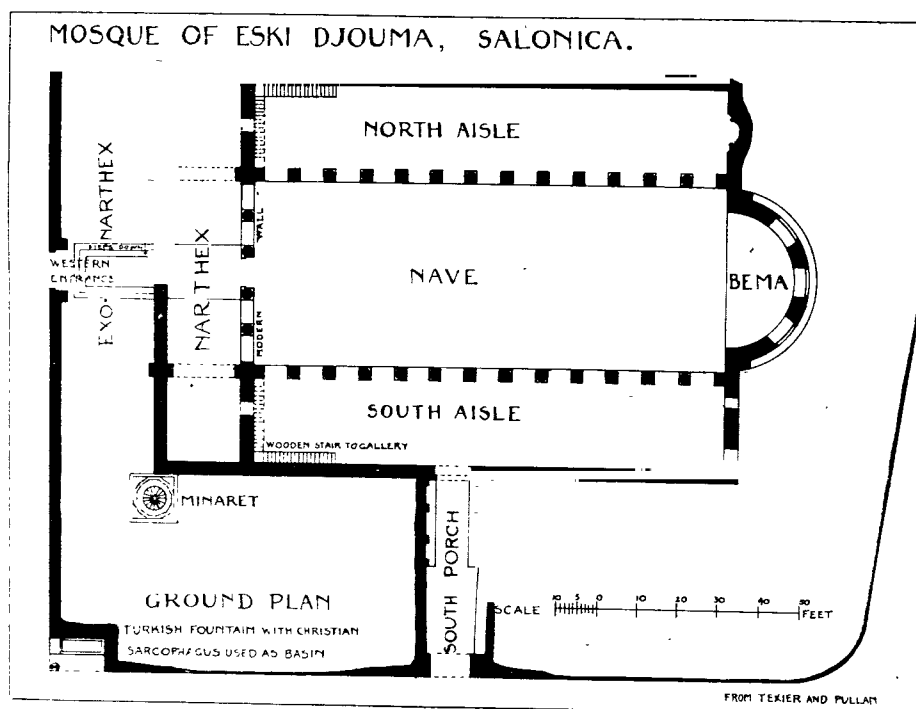 MOSQUE OF ESKI DJOUMA, SALONICA.
NORTH AISLE
EXO-NARTHEX
NARTHEX
WALL
STEPS DOWN
WESTERN
ENTRANCE
NAVE
BEMA
MODERN
SOUTH AISLE
WOODEN STAIR TO GALLERY
MINARET
SOUTH PORCH
GROUND PLAN
TURKISH FOUNTAIN WITH CHRISTIAN
SARCOPHAGUS USED AS BASIN
SCALE 10 5 0 10 20 30 40 50 FEET
FROM TEXIER AND PULLAN